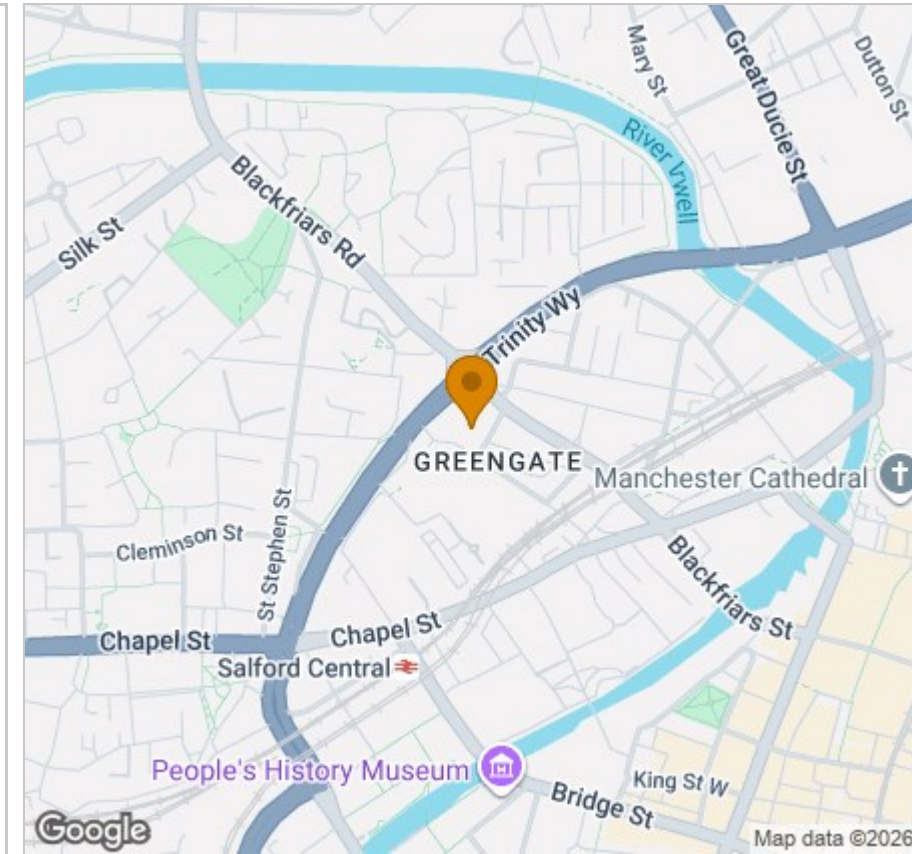 Mary St
Great Ducie St
Dutton St
River Irwell
Blackfriars Rd
Silk St
Trinity Wy
GREENGATE
Manchester Cathedral
St Stephen St
Cleminson St
Blackfriars St
Chapel St
Chapel St
Salford Central
People's History Museum
King St W
Bridge St
Google
Map data ©2026